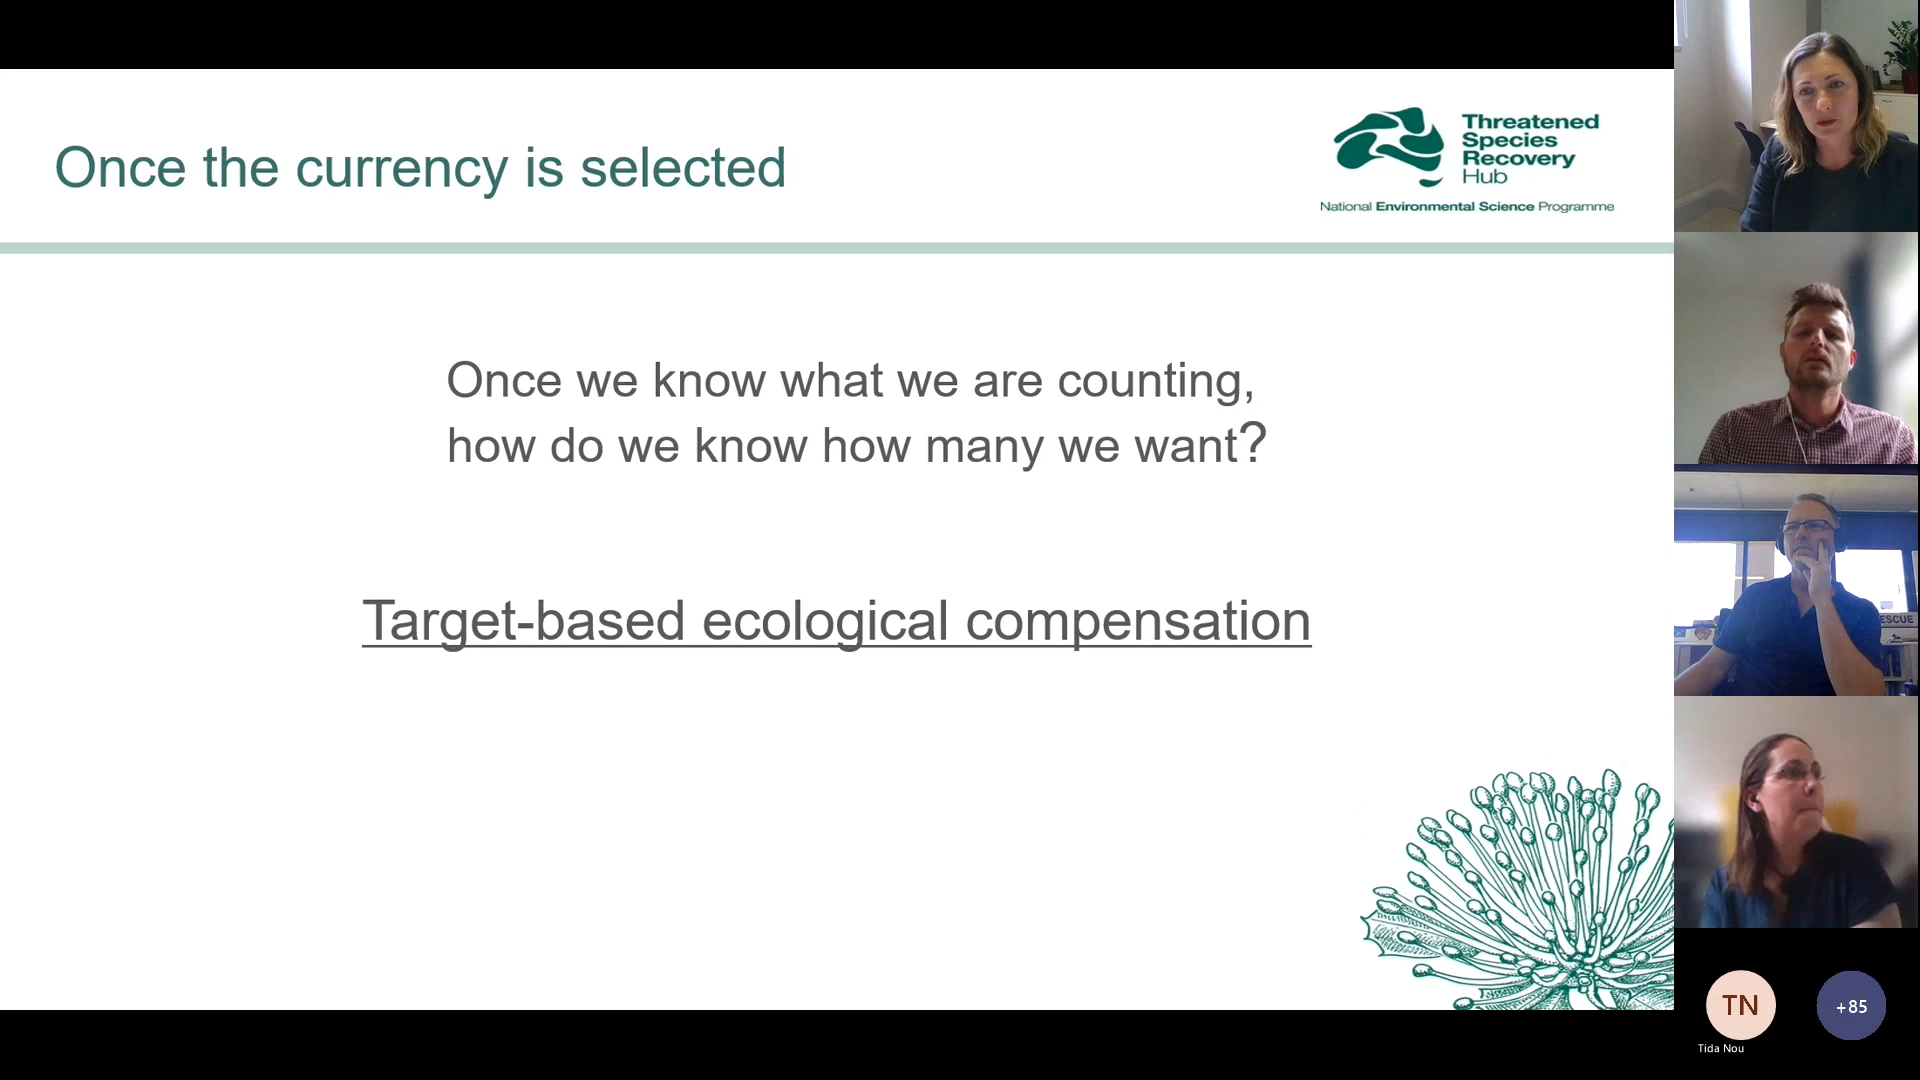 Once the currency is selected
Threatened
Species
Recovery
Hub
National Environmental Science Programme
Once we know what we are counting,
how do we know how many we want?
Target-based ecological compensation
ESCUE
TN
+85
Tida Nou